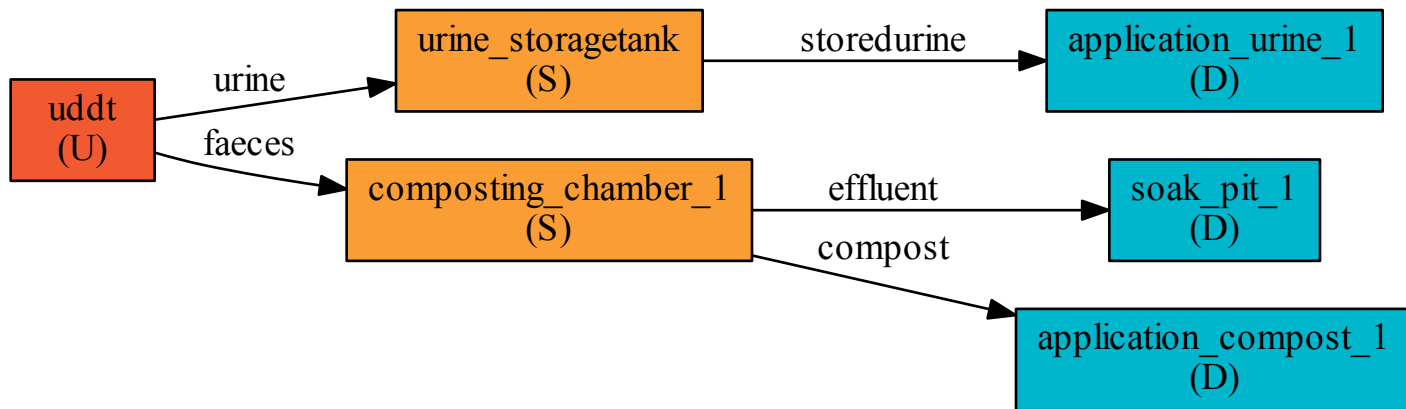 uddt
(U)
urine
faeces
urine_storagetank
(S)
composting_chamber_1
(S)
storedurine
effluent
compost
application_urine_1
(D)
soak_pit_1
(D)
application_compost_1
(D)